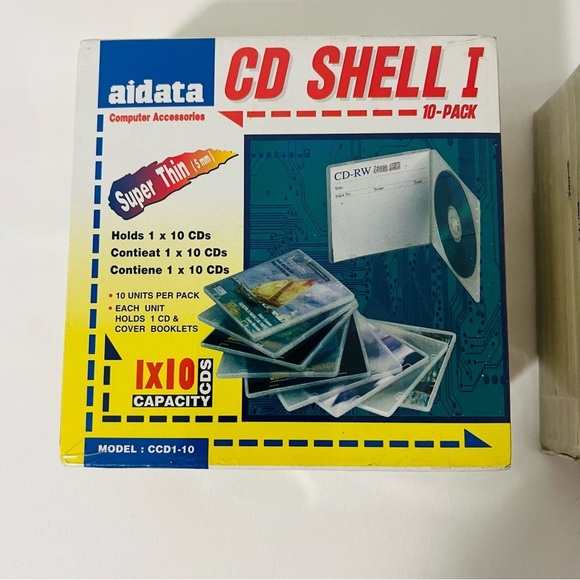 aidata
Computer Accessories
CD SHELL I
10-PACK
Super Thin (5mm)
CD-RW
Holds 1 x 10 CDs
Contieat 1 x 10 CDs
Contiene 1 x 10 CDs
• 10 UNITS PER PACK
• EACH UNIT
HOLDS 1 CD &
COVER BOOKLETS
1X10 CDS
CAPACITY
MODEL : CCD1-10